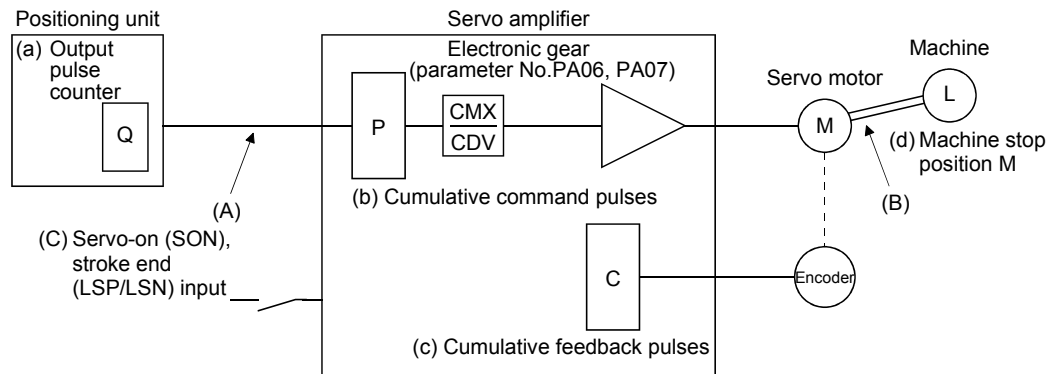 Positioning unit
(a) Output
pulse
counter
Q
(A)
(C) Servo-on (SON),
stroke end
(LSP/LSN) input
Servo amplifier
Electronic gear
(parameter No.PA06, PA07)
P
CMX
CDV
(b) Cumulative command pulses
C
(c) Cumulative feedback pulses
Servo motor
M
Machine
L
(d) Machine stop
position M
(B)
Encoder